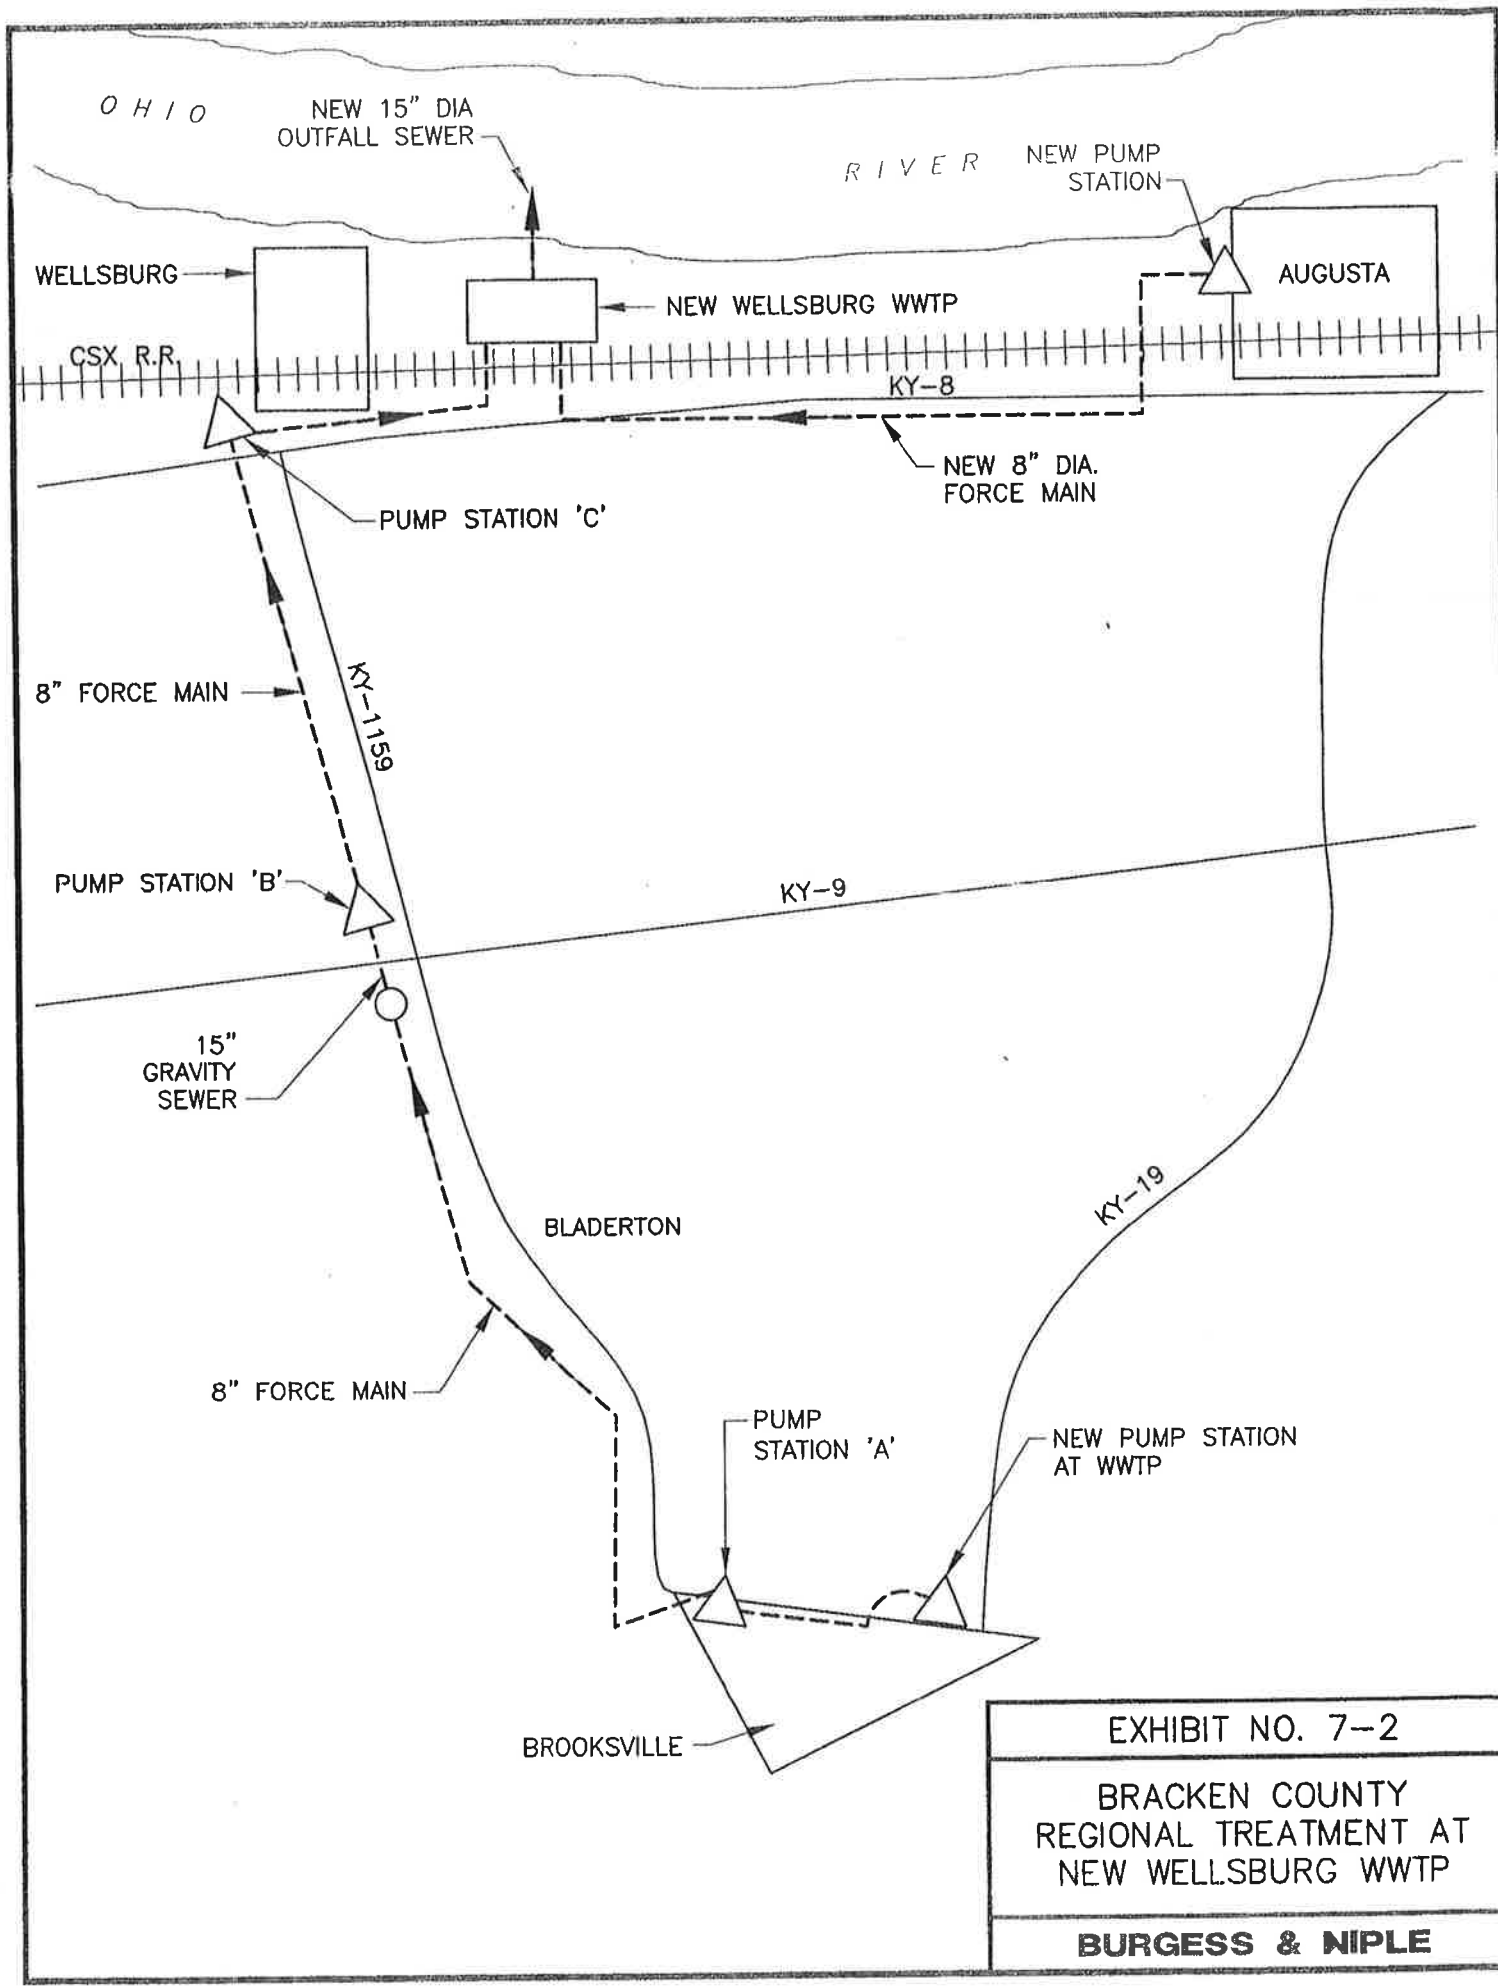 OHIO
NEW 15" DIA
OUTFALL SEWER
RIVER
NEW PUMP
STATION
WELLSBURG
NEW WELLSBURG WWTP
AUGUSTA
CSX R.R.
KY-8
NEW 8" DIA.
FORCE MAIN
PUMP STATION 'C'
8" FORCE MAIN
KY-1159
PUMP STATION 'B'
KY-9
15"
GRAVITY
SEWER
KY-19
BLADERTON
8" FORCE MAIN
PUMP
STATION 'A'
NEW PUMP STATION
AT WWTP
BROOKSVILLE
EXHIBIT NO. 7-2
BRACKEN COUNTY
REGIONAL TREATMENT AT
NEW WELLSBURG WWTP
BURGESS & NIPLE